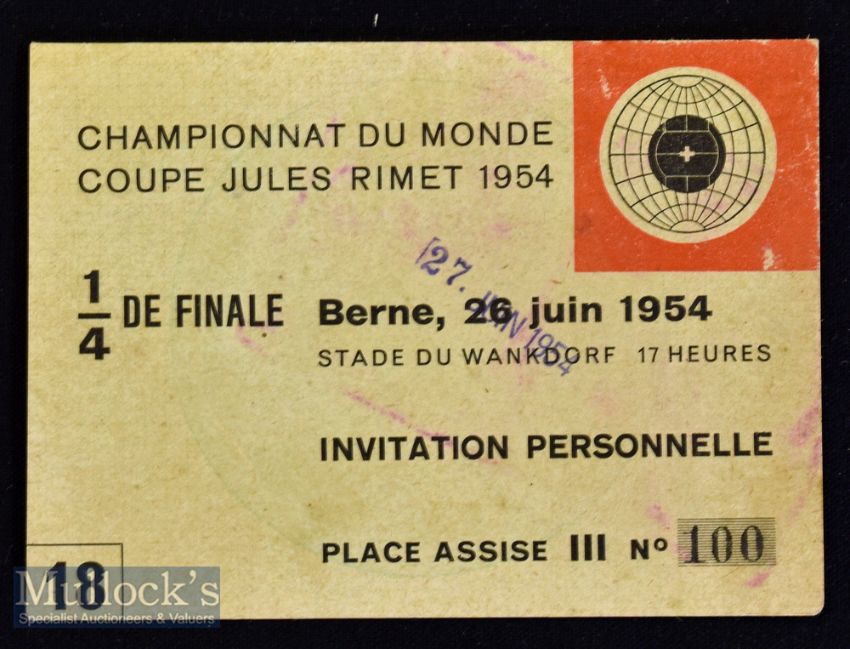 CHAMPIONNAT DU MONDE
COUPE JULES RIMET 1954
1/4 DE FINALE Berne, 26 juin 1954
27. JUIN 1954
STADE DU WANKDORF 17 HEURES
INVITATION PERSONNELLE
PLACE ASSISE III Nº 100
18
Mullock's
Specialist Auctioneers & Valuers